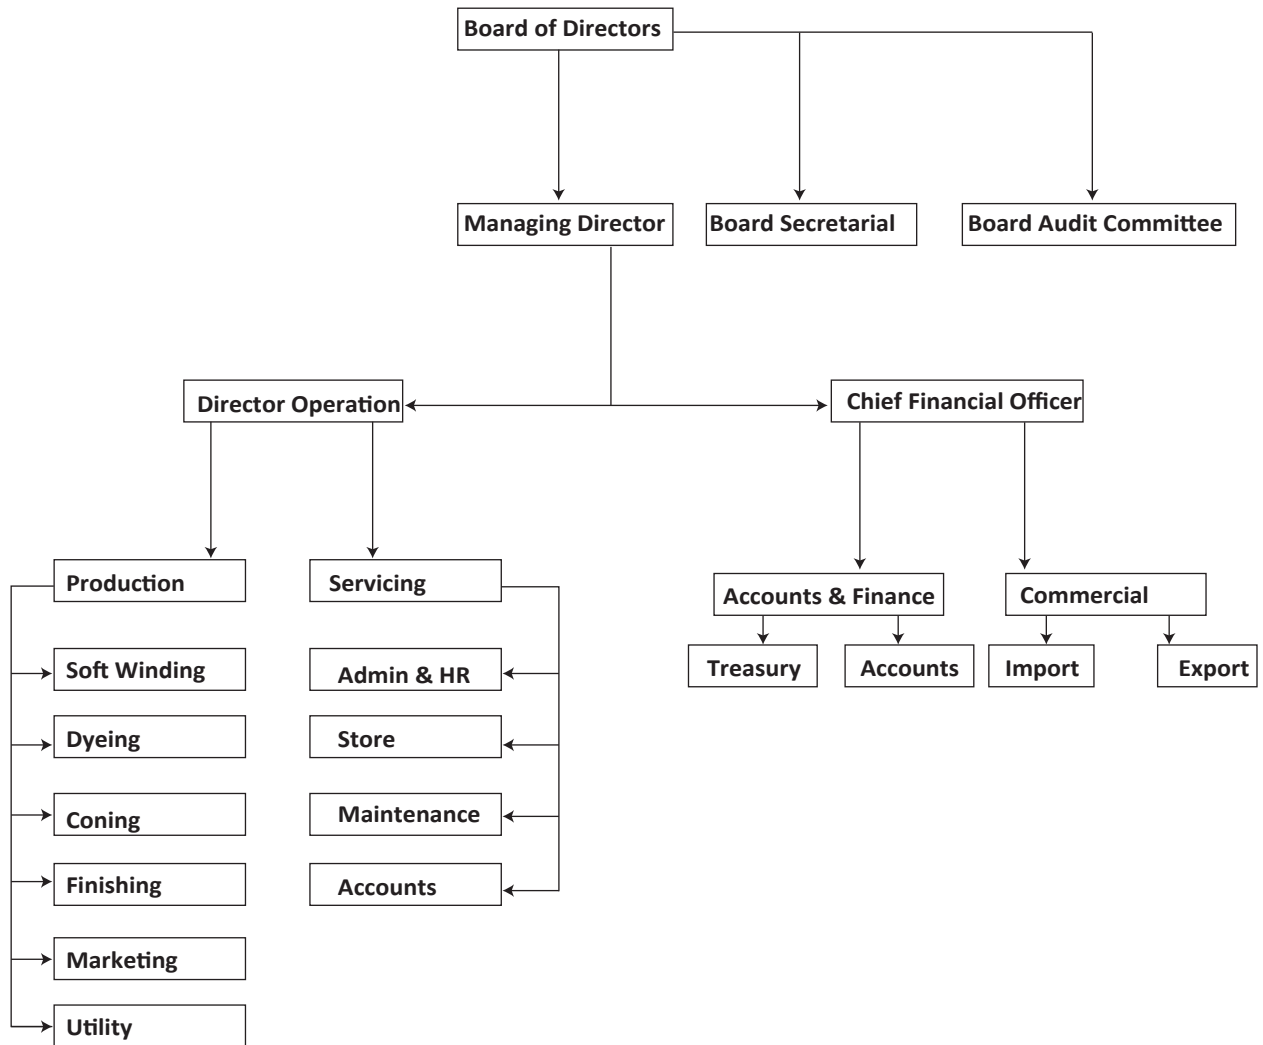 Board of Directors
Managing Director
Board Secretarial
Board Audit Committee
Director Operation
Chief Financial Officer
Production
Servicing
Accounts & Finance
Commercial
Soft Winding
Admin & HR
Treasury
Accounts
Import
Export
Dyeing
Store
Coning
Maintenance
Finishing
Accounts
Marketing
Utility